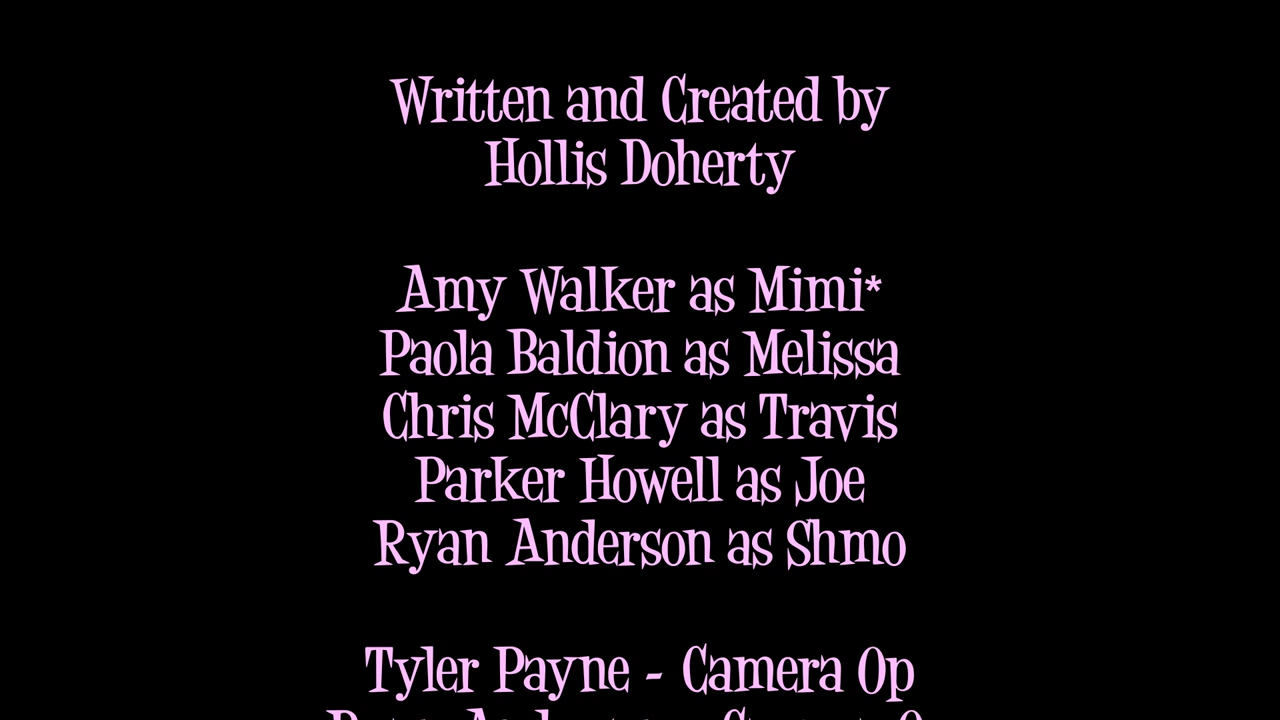 Written and Created by
Hollis Doherty
Amy Walker as Mimi*
Paola Baldion as Melissa
Chris McClary as Travis
Parker Howell as Joe
Ryan Anderson as Shmo
Tyler Payne - Camera Op